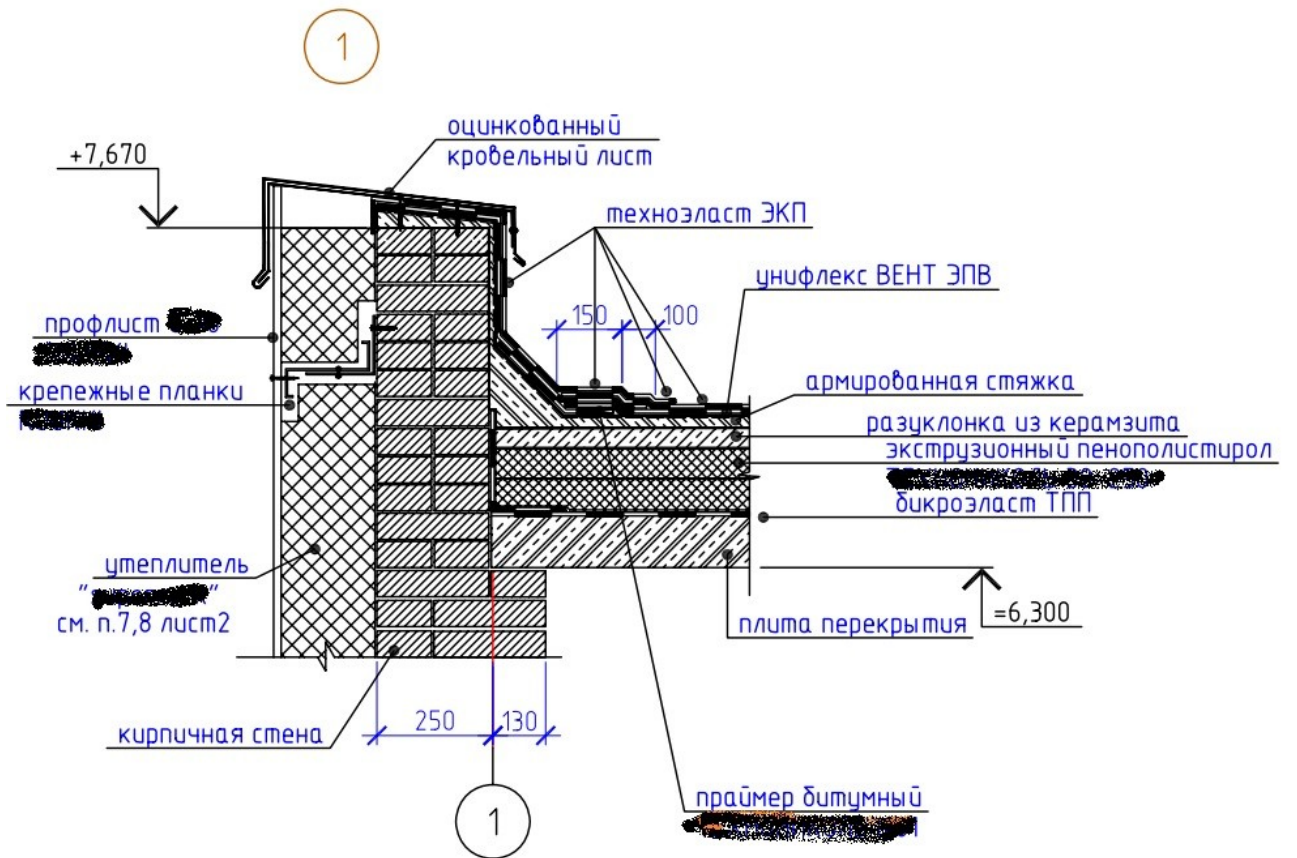 1
оцинкованный
кровельный лист
+7,670
техноэласт ЭКП
унифлекс ВЕНТ ЭПВ
150
100
профлист
армированная стяжка
крепежные планки
разуклонка из керамзита
экструзионный пенополистирол
бикроэласт ТПП
утеплитель
"
"
см. п.7,8 лист2
=6,300
плита перекрытия
250
130
кирпичная стена
праймер битумный
1